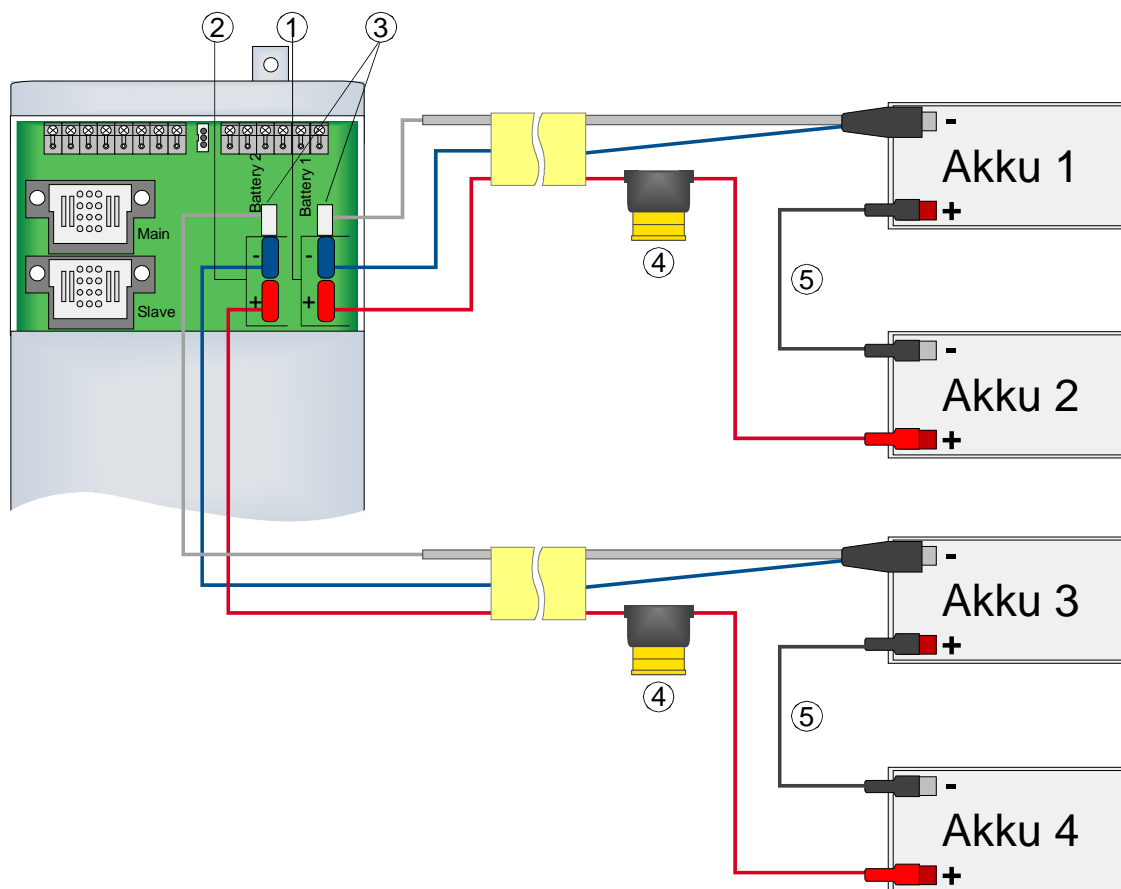 ② ① ③
- Akku 1 +
Battery 2
Battery 1
Main
Slave
- -
+ +
④
⑤
- Akku 2 +
- Akku 3 +
④
⑤
- Akku 4 +